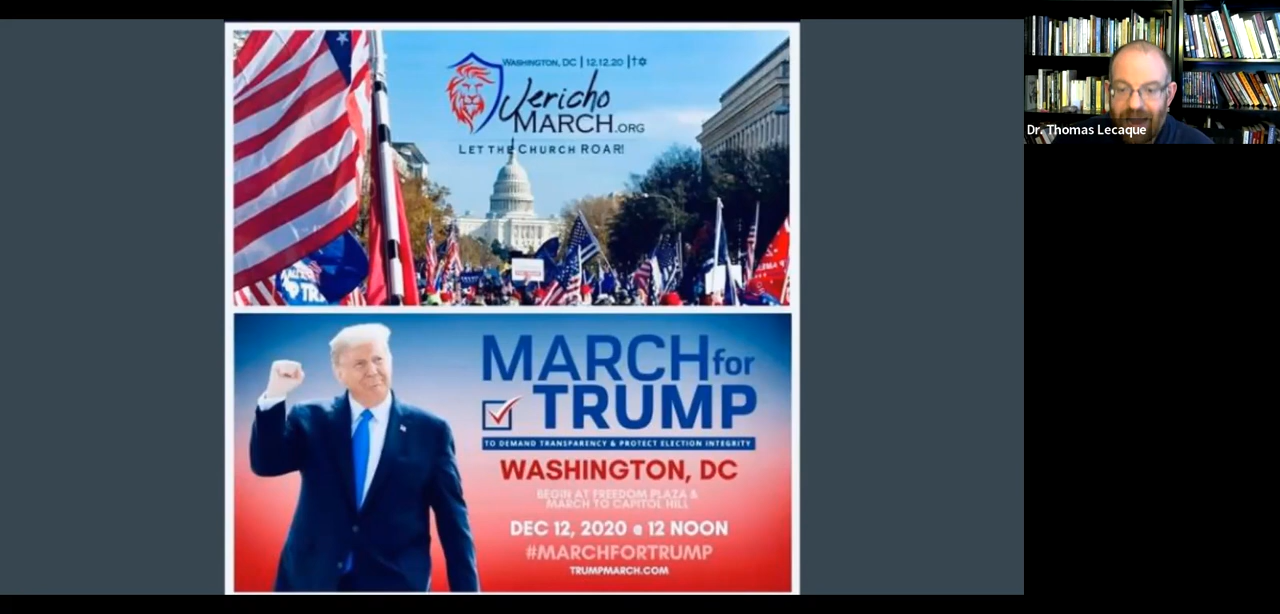 WASHINGTON, DC | 12.12.20 |✝✡
Jericho
MARCH.ORG
LET THE CHURCH ROAR!
MARCH for
TRUMP
TO DEMAND TRANSPARENCY & PROTECT ELECTION INTEGRITY
WASHINGTON, DC
BEGIN AT FREEDOM PLAZA &
MARCH TO CAPITOL HILL
DEC 12, 2020 @ 12 NOON
#MARCHFORTRUMP
TRUMPMARCH.COM
Dr. Thomas Lecaque